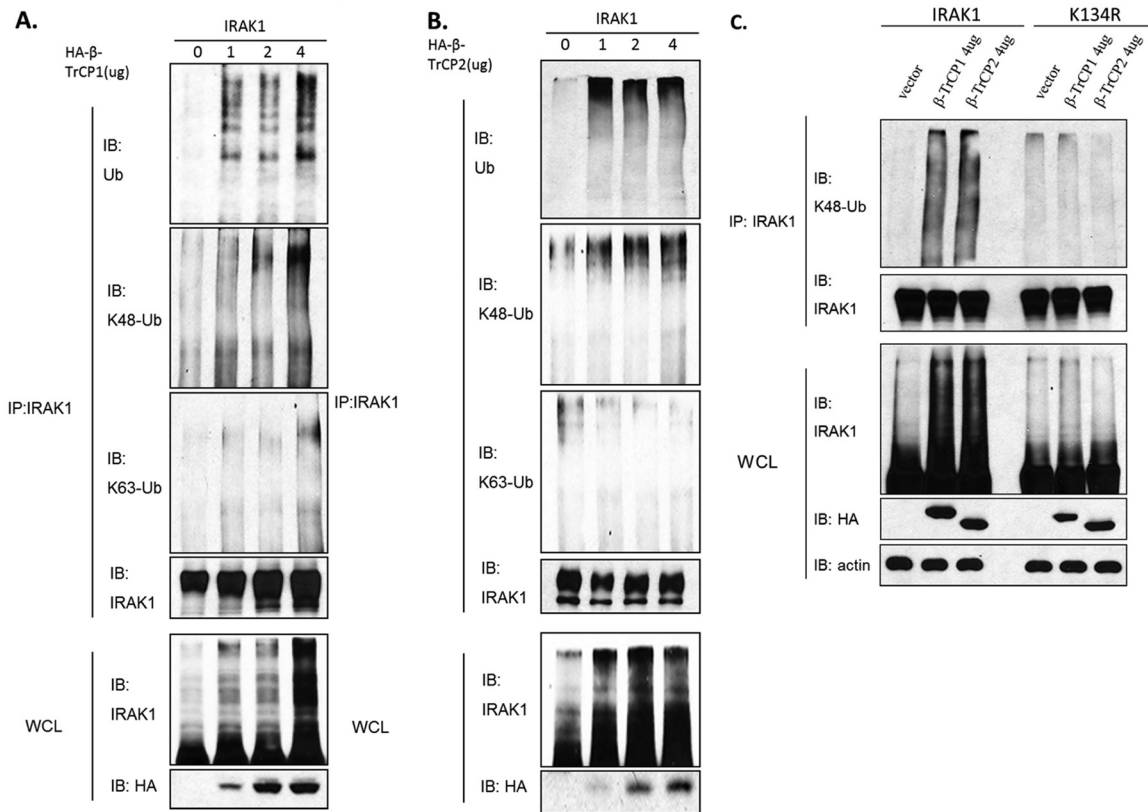 A.
IRAK1
HA-β-
TrCP1(ug)
0 1 2 4
IB:
Ub
IB:
K48-Ub
IP:IRAK1
IB:
K63-Ub
IB:
IRAK1
WCL
IB:
IRAK1
IB: HA
B.
IRAK1
HA-β-
TrCP2(ug)
0 1 2 4
IB:
Ub
IB:
K48-Ub
IP:IRAK1
IB:
K63-Ub
IB:
IRAK1
WCL
IB:
IRAK1
IB: HA
C.
IRAK1 K134R
vector
β-TrCP1 4ug
β-TrCP2 4ug
vector
β-TrCP1 4ug
β-TrCP2 4ug
IP: IRAK1
IB:
K48-Ub
IB:
IRAK1
WCL
IB:
IRAK1
IB: HA
IB: actin